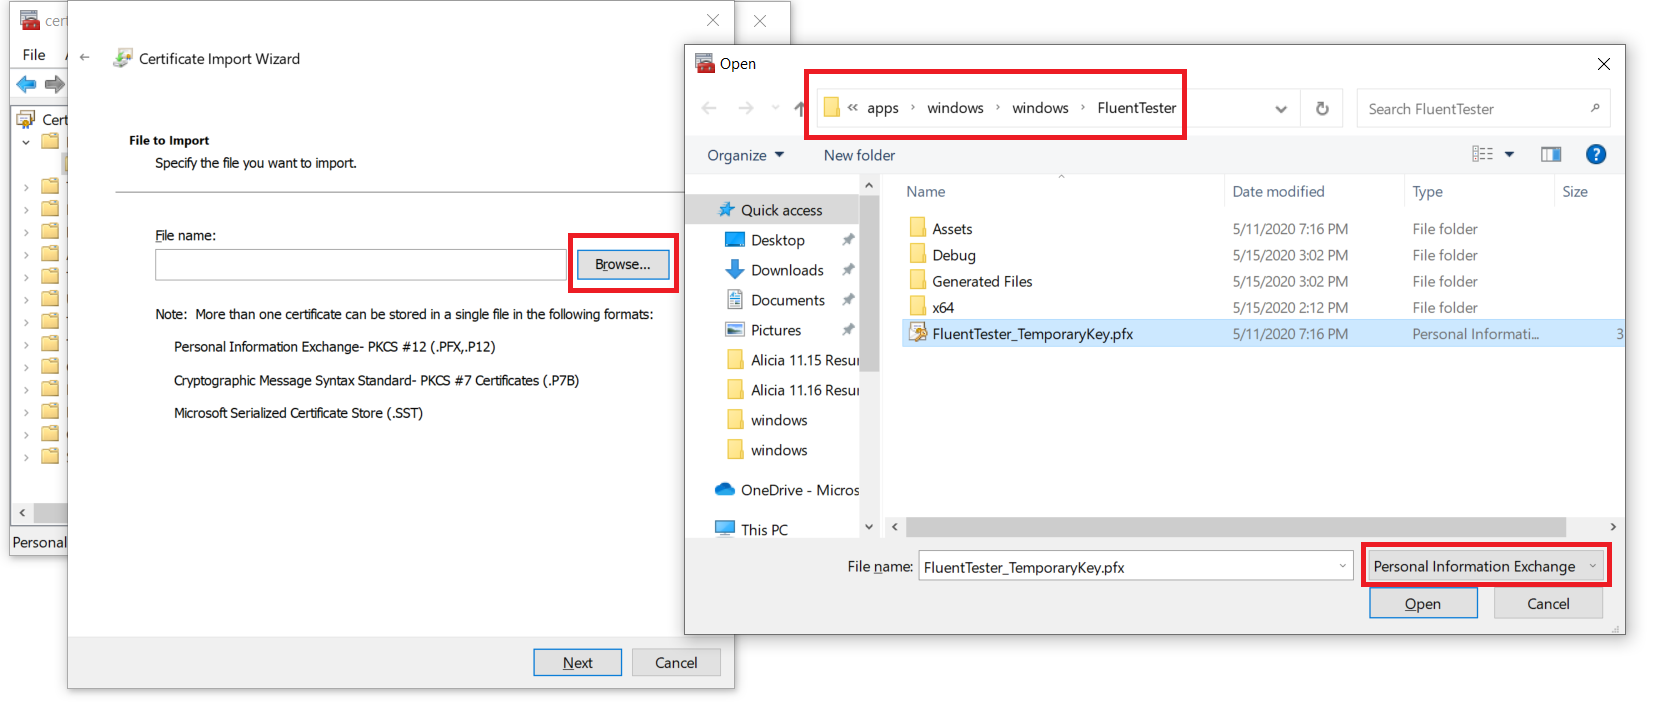 cert
File
Cert
Personal
Certificate Import Wizard
File to Import
Specify the file you want to import.
File name:
Browse...
Note:  More than one certificate can be stored in a single file in the following formats:
Personal Information Exchange- PKCS #12 (.PFX,.P12)
Cryptographic Message Syntax Standard- PKCS #7 Certificates (.P7B)
Microsoft Serialized Certificate Store (.SST)
Next
Cancel
Open
« apps › windows › windows › FluentTester
Search FluentTester
Organize
New folder
Quick access
Desktop
Downloads
Documents
Pictures
Alicia 11.15 Resu
Alicia 11.16 Resu
windows
windows
OneDrive - Micros
This PC
Name Date modified Type Size
Assets 5/11/2020 7:16 PM File folder
Debug 5/15/2020 3:02 PM File folder
Generated Files 5/15/2020 3:02 PM File folder
x64 5/15/2020 2:12 PM File folder
FluentTester_TemporaryKey.pfx 5/11/2020 7:16 PM Personal Informati... 3
File name: FluentTester_TemporaryKey.pfx
Personal Information Exchange
Open
Cancel